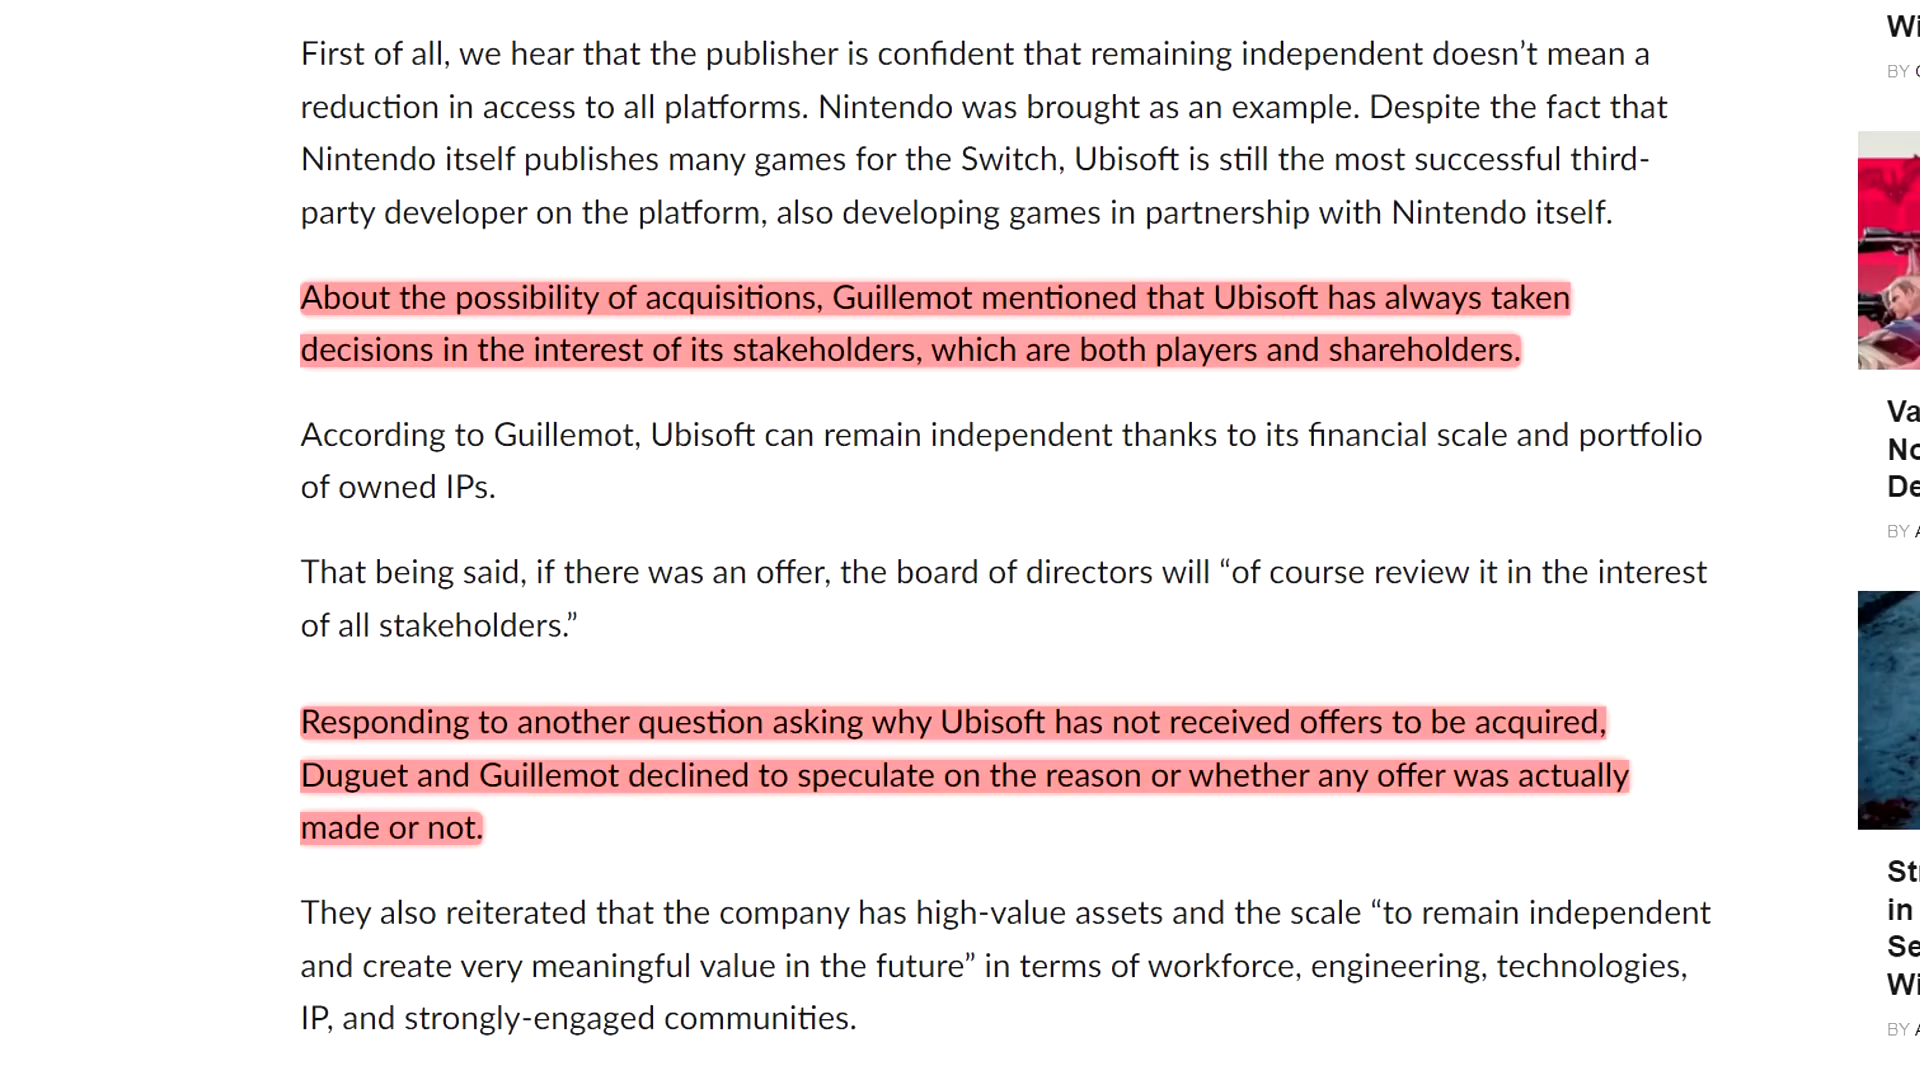 First of all, we hear that the publisher is confident that remaining independent doesn’t mean a
reduction in access to all platforms. Nintendo was brought as an example. Despite the fact that
Nintendo itself publishes many games for the Switch, Ubisoft is still the most successful third-
party developer on the platform, also developing games in partnership with Nintendo itself.
About the possibility of acquisitions, Guillemot mentioned that Ubisoft has always taken
decisions in the interest of its stakeholders, which are both players and shareholders.
According to Guillemot, Ubisoft can remain independent thanks to its financial scale and portfolio
of owned IPs.
That being said, if there was an offer, the board of directors will “of course review it in the interest
of all stakeholders.”
Responding to another question asking why Ubisoft has not received offers to be acquired,
Duguet and Guillemot declined to speculate on the reason or whether any offer was actually
made or not.
They also reiterated that the company has high-value assets and the scale “to remain independent
and create very meaningful value in the future” in terms of workforce, engineering, technologies,
IP, and strongly-engaged communities.
Wi
BY
Va
No
De
BY A
St
in
Se
Wi
BY A